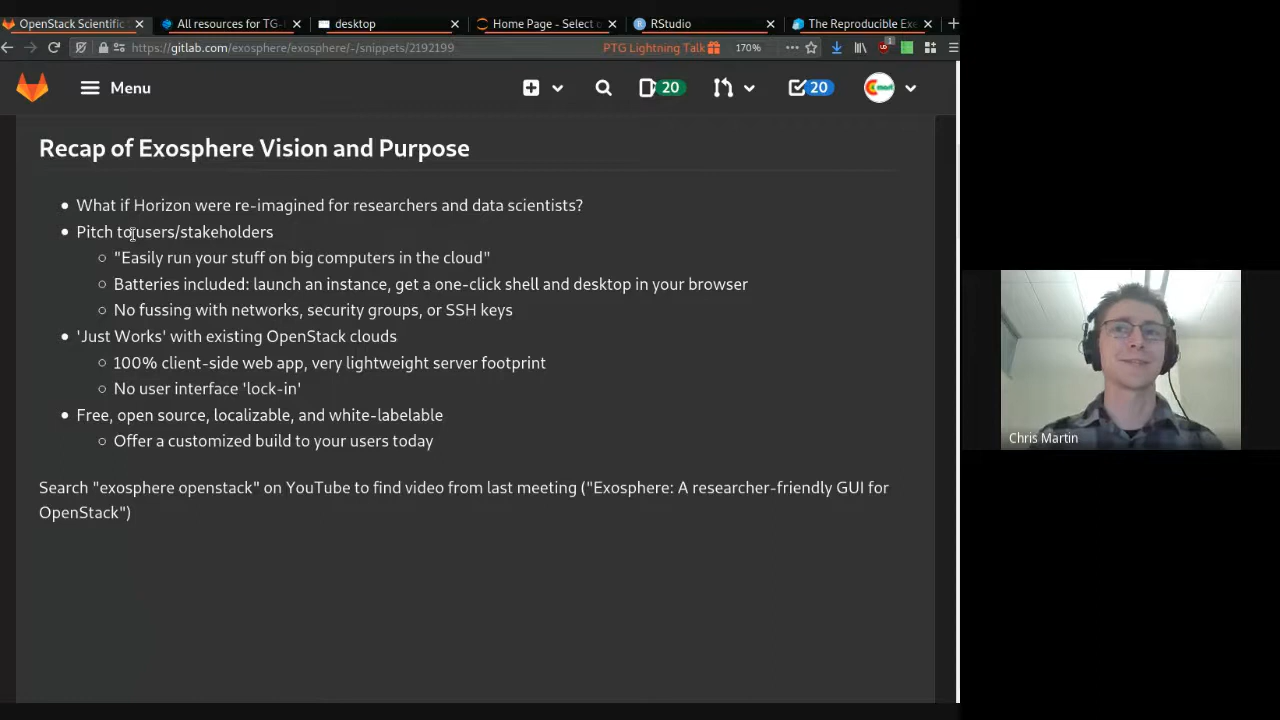 OpenStack Scientific
All resources for TG-
desktop
Home Page - Select o
RStudio
The Reproducible Exe
https://gitlab.com/exosphere/exosphere/-/snippets/2192199
PTG Lightning Talk
170%
Menu
20
20
Recap of Exosphere Vision and Purpose
What if Horizon were re-imagined for researchers and data scientists?
Pitch to users/stakeholders
"Easily run your stuff on big computers in the cloud"
Batteries included: launch an instance, get a one-click shell and desktop in your browser
No fussing with networks, security groups, or SSH keys
'Just Works' with existing OpenStack clouds
100% client-side web app, very lightweight server footprint
No user interface 'lock-in'
Free, open source, localizable, and white-labelable
Offer a customized build to your users today
Search "exosphere openstack" on YouTube to find video from last meeting ("Exosphere: A researcher-friendly GUI for
OpenStack")
Chris Martin